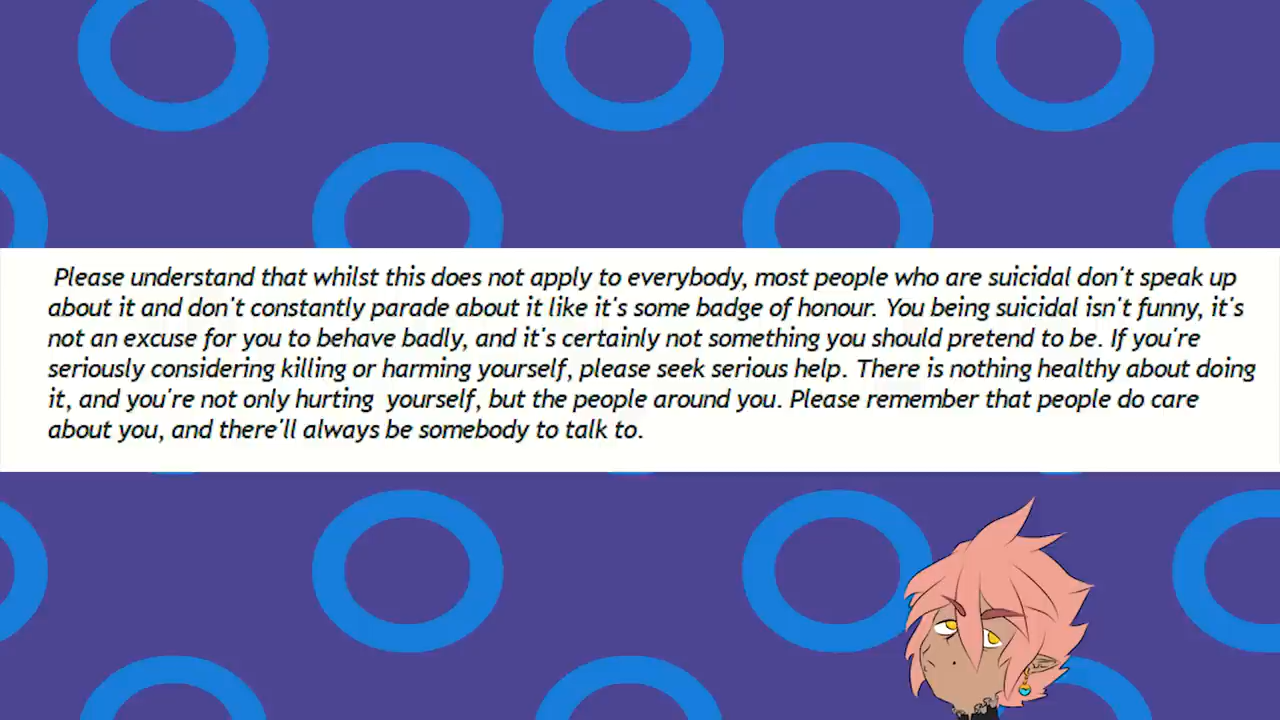 Please understand that whilst this does not apply to everybody, most people who are suicidal don't speak up
about it and don't constantly parade about it like it's some badge of honour. You being suicidal isn't funny, it's
not an excuse for you to behave badly, and it's certainly not something you should pretend to be. If you're
seriously considering killing or harming yourself, please seek serious help. There is nothing healthy about doing
it, and you're not only hurting  yourself, but the people around you. Please remember that people do care
about you, and there'll always be somebody to talk to.